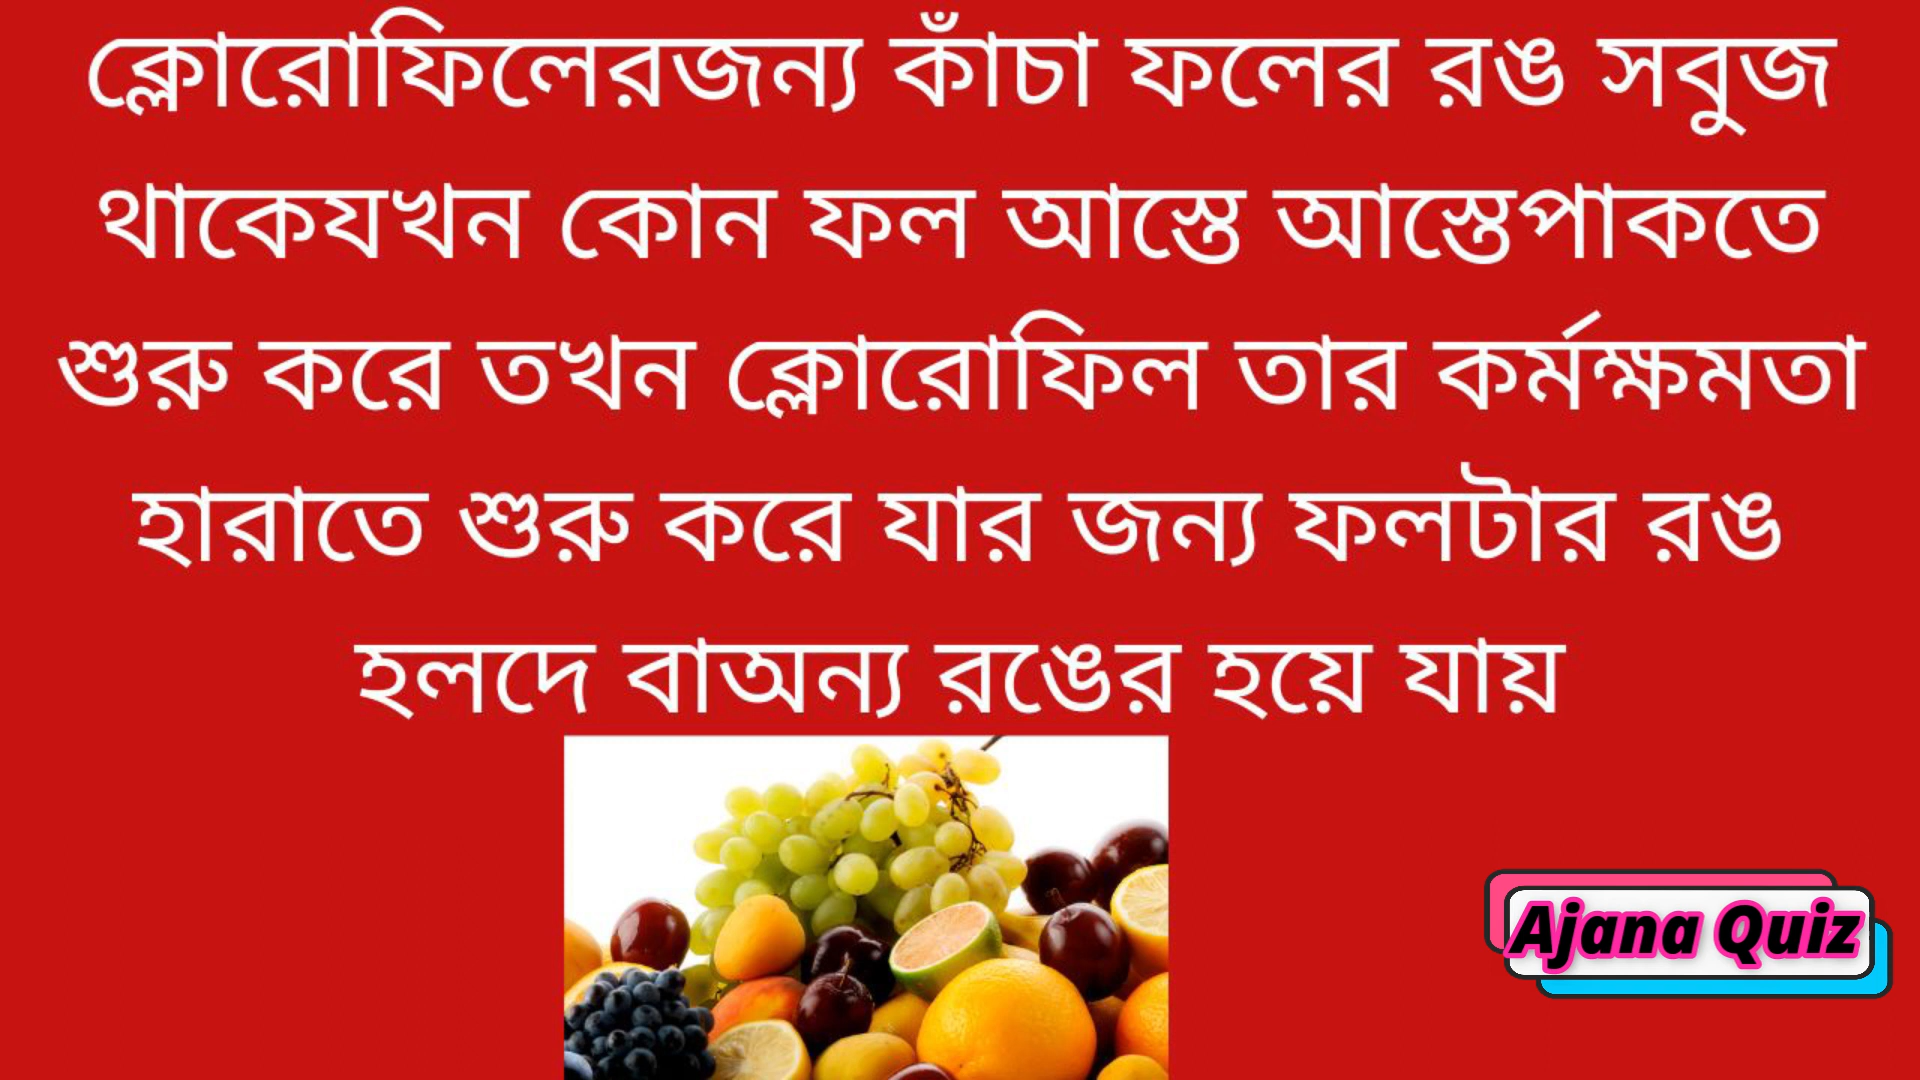 ক্লোরোফিলেরজন্য কাঁচা ফলের রঙ সবুজ
থাকেযখন কোন ফল আস্তে আস্তেপাকতে
শুরু করে তখন ক্লোরোফিল তার কর্মক্ষমতা
হারাতে শুরু করে যার জন্য ফলটার রঙ
হলদে বাঅন্য রঙের হয়ে যায়
Ajana Quiz